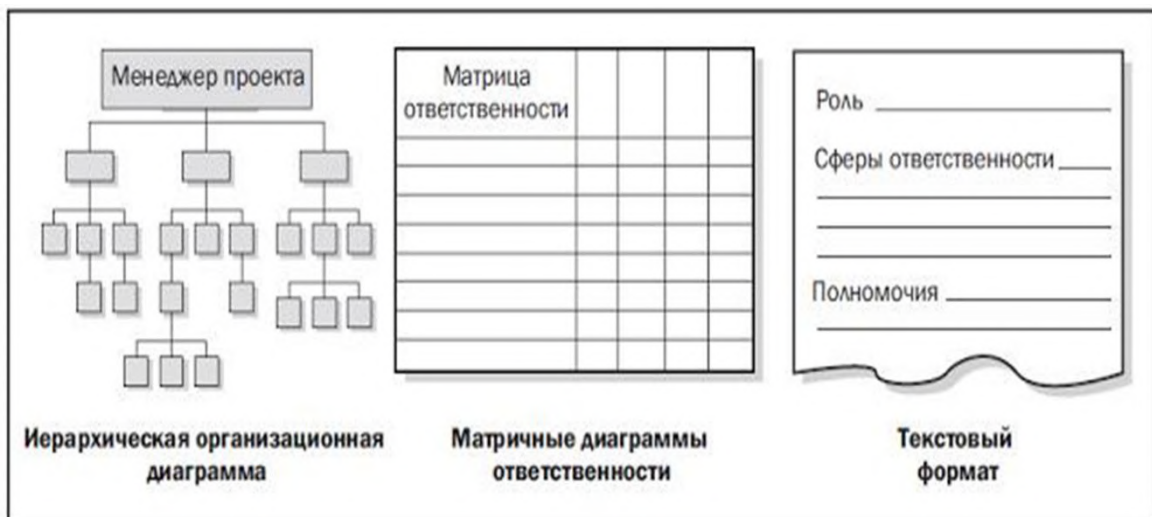 Менеджер проекта
Матрица
ответственности
Роль
Сферы ответственности
Полномочия
Иерархическая организационная
диаграмма
Матричные диаграммы
ответственности
Текстовый
формат